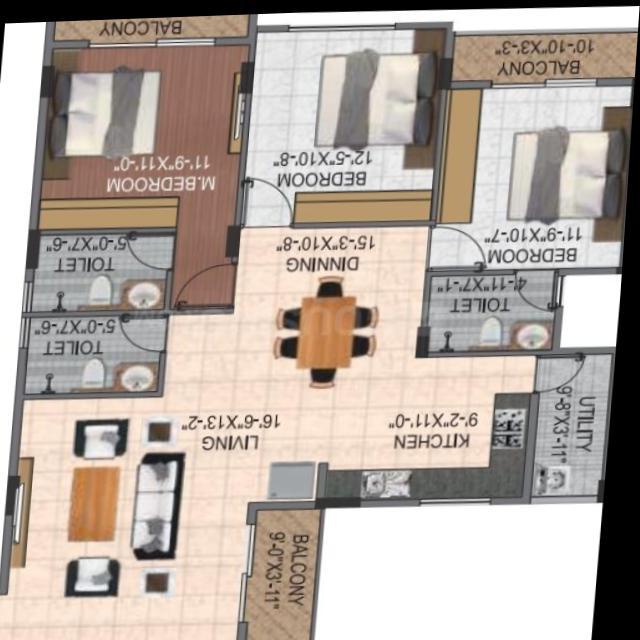 BALCONY
BALCONY
10'-10"X3'-3"
M.BEDROOM
11'-9"X11'-0"
BEDROOM
12'-5"X10'-8"
BEDROOM
11'-9"X10'-7"
TOILET
5'-0"X7'-6"
DINNING
15'-3"X10'-8"
TOILET
4'-11"X7'-1"
TOILET
5'-0"X7'-6"
LIVING
16'-6"X13'-2"
KITCHEN
9'-2"X11'-0"
UTILITY
9'-8"X3'-11"
BALCONY
9'-0"X3'-11"